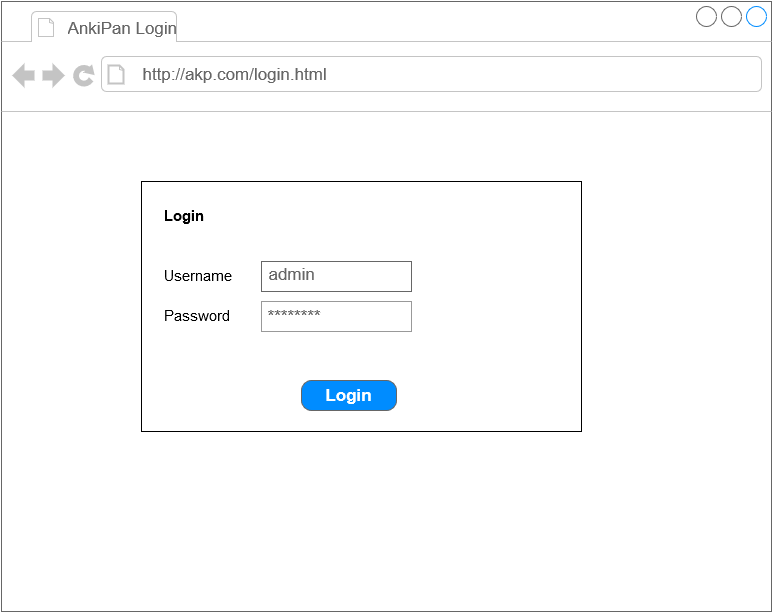 AnkiPan Login
http://akp.com/login.html
Login
Username admin
Password ********
Login